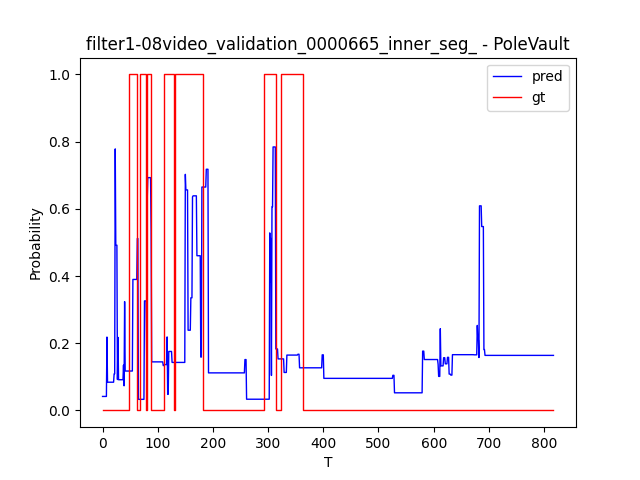 filter1-08video_validation_0000665_inner_seg_ - PoleVault
pred
gt
1.0
0.8
0.6
0.4
0.2
0.0
Probability
0 100 200 300 400 500 600 700 800
T